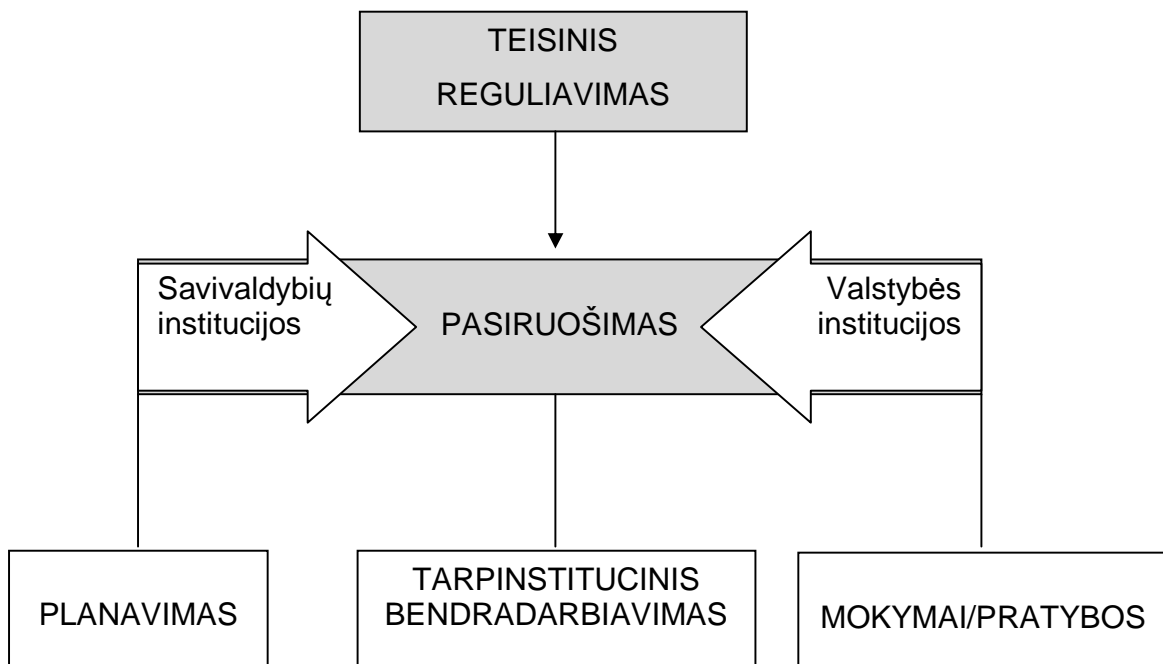 TEISINIS
REGULIAVIMAS
Savivaldybių
institucijos
PASIRUOŠIMAS
Valstybės
institucijos
PLANAVIMAS
TARPINSTITUCINIS
BENDRADARBIAVIMAS
MOKYMAI/PRATYBOS